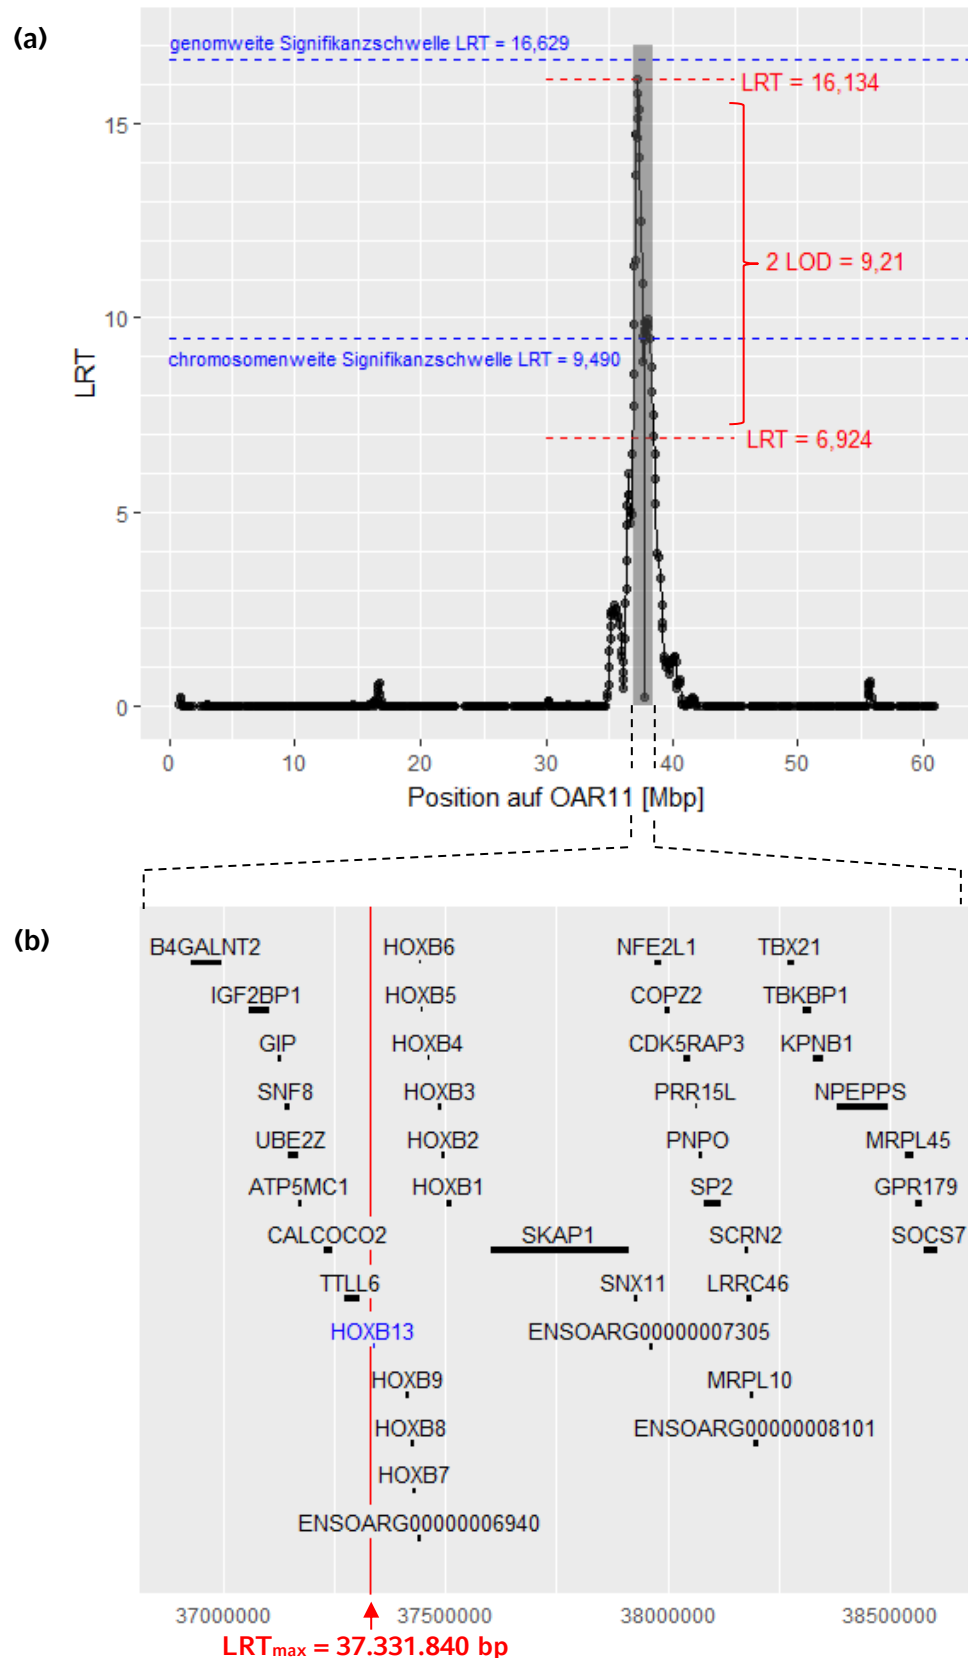 (a)
genomweite Signifikanzschwelle LRT = 16,629
LRT = 16,134
15
2 LOD = 9,21
10
chromosomenweite Signifikanzschwelle LRT = 9,490
LRT
LRT = 6,924
5
0
0 10 20 30 40 50 60
Position auf OAR11 [Mbp]
(b)
B4GALNT2 HOXB6 NFE2L1 TBX21
IGF2BP1 HOXB5 COPZ2 TBKBP1
GIP HOXB4 CDK5RAP3 KPNB1
SNF8 HOXB3 PRR15L NPEPPS
UBE2Z HOXB2 PNPO MRPL45
ATP5MC1 HOXB1 SP2 GPR179
CALCOCO2 SKAP1 SCRN2 SOCS7
TTLL6 SNX11 LRRC46
HOXB13 ENSOARG00000007305
HOXB9 MRPL10
HOXB8 ENSOARG00000008101
HOXB7
ENSOARG00000006940
37000000 37500000 38000000 38500000
LRTmax = 37.331.840 bp